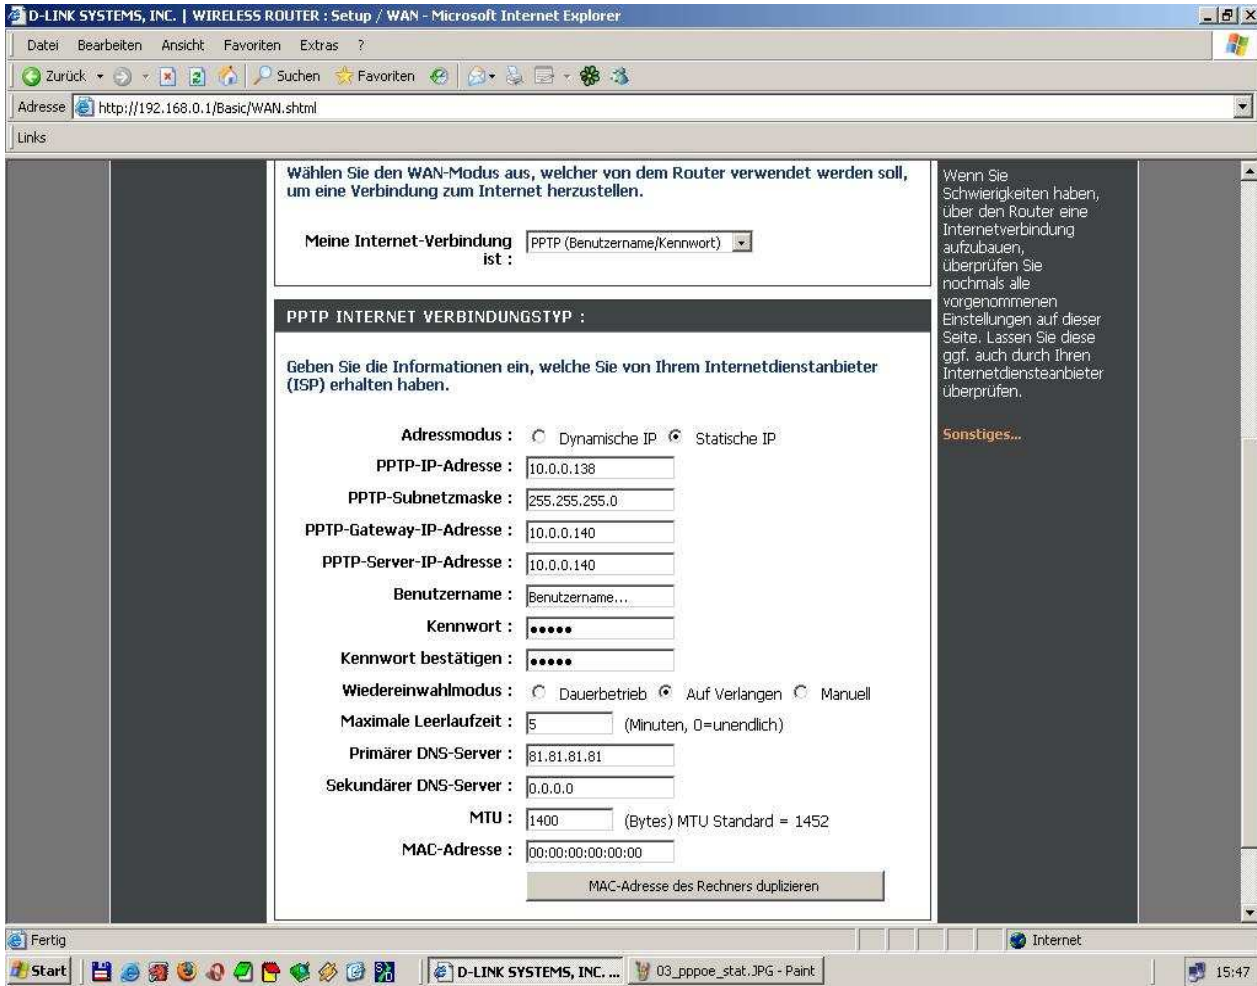 D-LINK SYSTEMS, INC. | WIRELESS ROUTER : Setup / WAN - Microsoft Internet Explorer
Datei Bearbeiten Ansicht Favoriten Extras ?
Zurück Suchen Favoriten
Adresse http://192.168.0.1/Basic/WAN.shtml
Links
Wählen Sie den WAN-Modus aus, welcher von dem Router verwendet werden soll,
um eine Verbindung zum Internet herzustellen.
Meine Internet-Verbindung
ist : PPTP (Benutzername/Kennwort)
PPTP INTERNET VERBINDUNGSTYP :
Geben Sie die Informationen ein, welche Sie von Ihrem Internetdienstanbieter
(ISP) erhalten haben.
Adressmodus : Dynamische IP Statische IP
PPTP-IP-Adresse : 10.0.0.138
PPTP-Subnetzmaske : 255.255.255.0
PPTP-Gateway-IP-Adresse : 10.0.0.140
PPTP-Server-IP-Adresse : 10.0.0.140
Benutzername : Benutzername...
Kennwort : •••••
Kennwort bestätigen : •••••
Wiedereinwahlmodus : Dauerbetrieb Auf Verlangen Manuell
Maximale Leerlaufzeit : 5 (Minuten, 0=unendlich)
Primärer DNS-Server : 81.81.81.81
Sekundärer DNS-Server : 0.0.0.0
MTU : 1400 (Bytes) MTU Standard = 1452
MAC-Adresse : 00:00:00:00:00:00
MAC-Adresse des Rechners duplizieren
Wenn Sie
Schwierigkeiten haben,
über den Router eine
Internetverbindung
aufzubauen,
überprüfen Sie
nochmals alle
vorgenommenen
Einstellungen auf dieser
Seite. Lassen Sie diese
ggf. auch durch Ihren
Internetdiensteanbieter
überprüfen.
Sonstiges...
Fertig Internet
Start D-LINK SYSTEMS, INC. ... 03_pppoe_stat.JPG - Paint 15:47